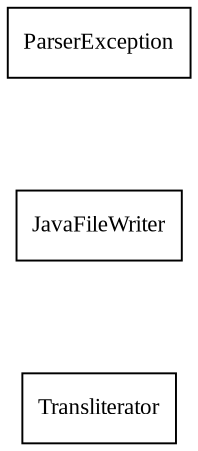 ParserException
JavaFileWriter
Transliterator